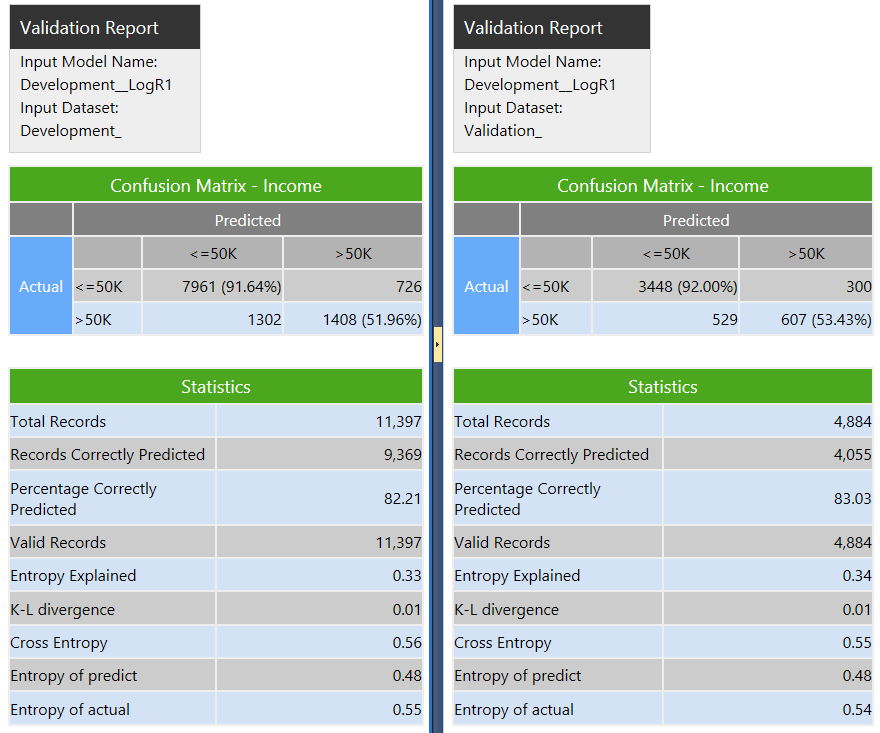 Validation Report
Input Model Name:
Development__LogR1
Input Dataset:
Development_
Confusion Matrix - Income
Predicted
<=50K >50K
Actual <=50K 7961 (91.64%) 726
>50K 1302 1408 (51.96%)
Statistics
Total Records 11,397
Records Correctly Predicted 9,369
Percentage Correctly
Predicted 82.21
Valid Records 11,397
Entropy Explained 0.33
K-L divergence 0.01
Cross Entropy 0.56
Entropy of predict 0.48
Entropy of actual 0.55
Validation Report
Input Model Name:
Development__LogR1
Input Dataset:
Validation_
Confusion Matrix - Income
Predicted
<=50K >50K
Actual <=50K 3448 (92.00%) 300
>50K 529 607 (53.43%)
Statistics
Total Records 4,884
Records Correctly Predicted 4,055
Percentage Correctly
Predicted 83.03
Valid Records 4,884
Entropy Explained 0.34
K-L divergence 0.01
Cross Entropy 0.55
Entropy of predict 0.48
Entropy of actual 0.54